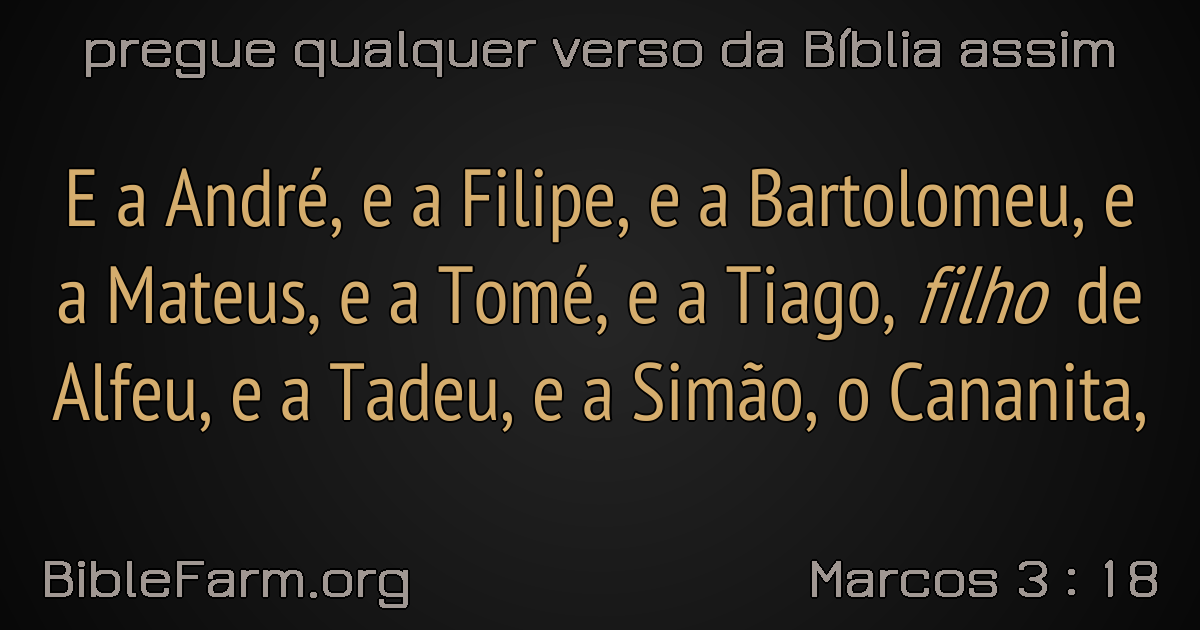 pregue qualquer verso da Bíblia assim
E a André, e a Filipe, e a Bartolomeu, e
a Mateus, e a Tomé, e a Tiago, filho de
Alfeu, e a Tadeu, e a Simão, o Cananita,
BibleFarm.org
Marcos 3 : 18